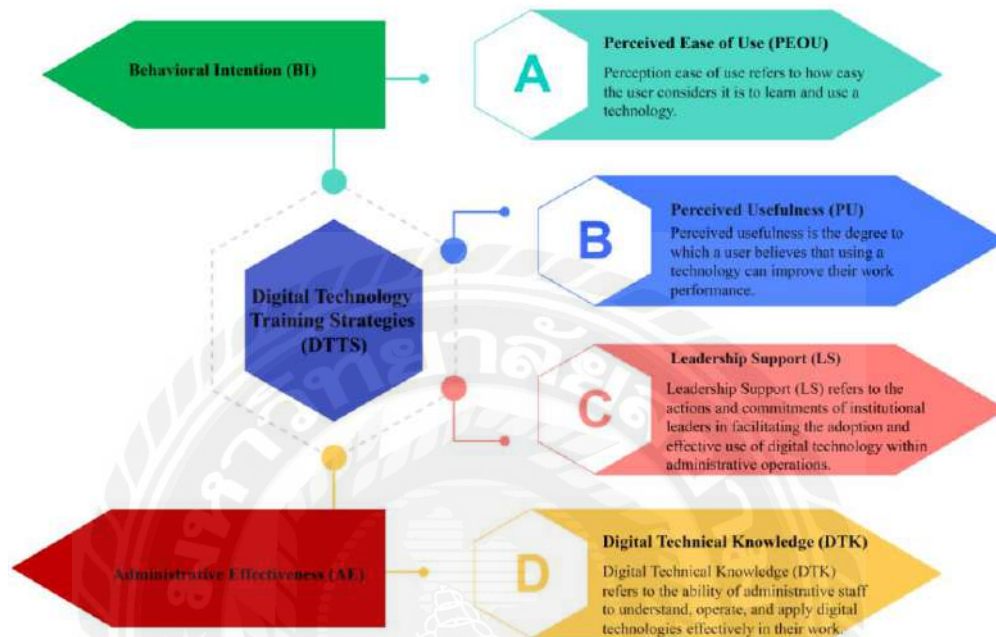 Behavioral Intention (BI)
A
Perceived Ease of Use (PEOU)
Perception ease of use refers to how easy
the user considers it is to learn and use a
technology.
B
Perceived Usefulness (PU)
Perceived usefulness is the degree to
which a user believes that using a
technology can improve their work
performance.
Digital Technology
Training Strategies
(DTTS)
C
Leadership Support (LS)
Leadership Support (LS) refers to the
actions and commitments of institutional
leaders in facilitating the adoption and
effective use of digital technology within
administrative operations.
Administrative Effectiveness (AE)
D
Digital Technical Knowledge (DTK)
Digital Technical Knowledge (DTK)
refers to the ability of administrative staff
to understand, operate, and apply digital
technologies effectively in their work.